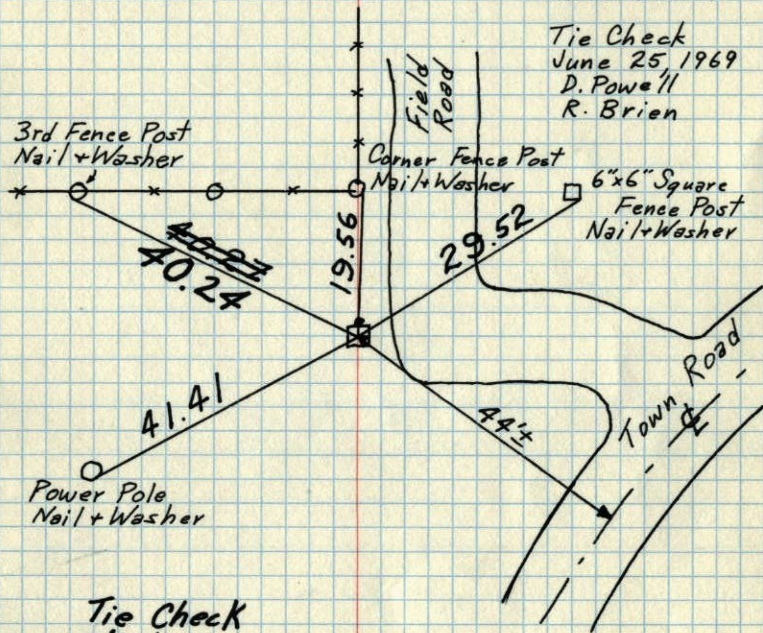 Tie Check
June 25, 1969
D. Powell
R. Brien
Field
Road
3rd Fence Post
Nail + Washer
Corner Fence Post
Nail + Washer
6"x6" Square
Fence Post
Nail + Washer
40.27
40.24
19.56
29.52
41.41
44'±
Town Road
℄
Power Pole
Nail + Washer
Tie Check